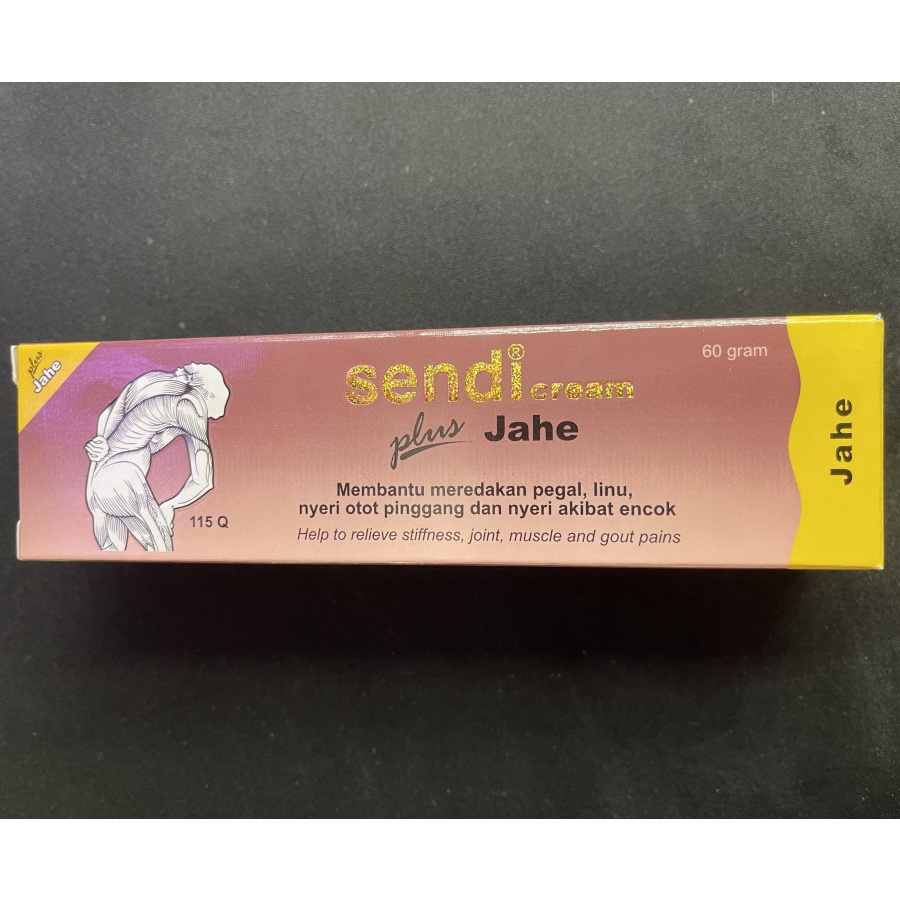 plus
Jahe
sendi® cream
60 gram
plus Jahe
Membantu meredakan pegal, linu,
nyeri otot pinggang dan nyeri akibat encok
Help to relieve stiffness, joint, muscle and gout pains
115 Q
Jahe